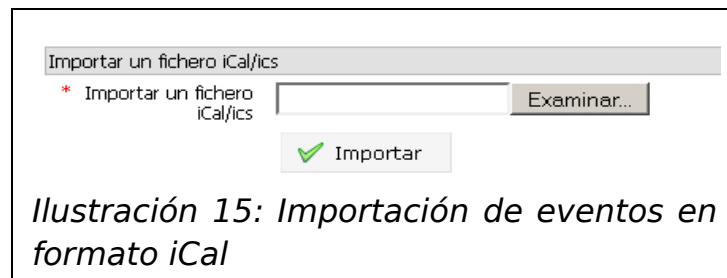 Importar un fichero iCal/ics
* Importar un fichero
iCal/ics
Examinar...
Importar
Ilustración 15: Importación de eventos en
formato iCal